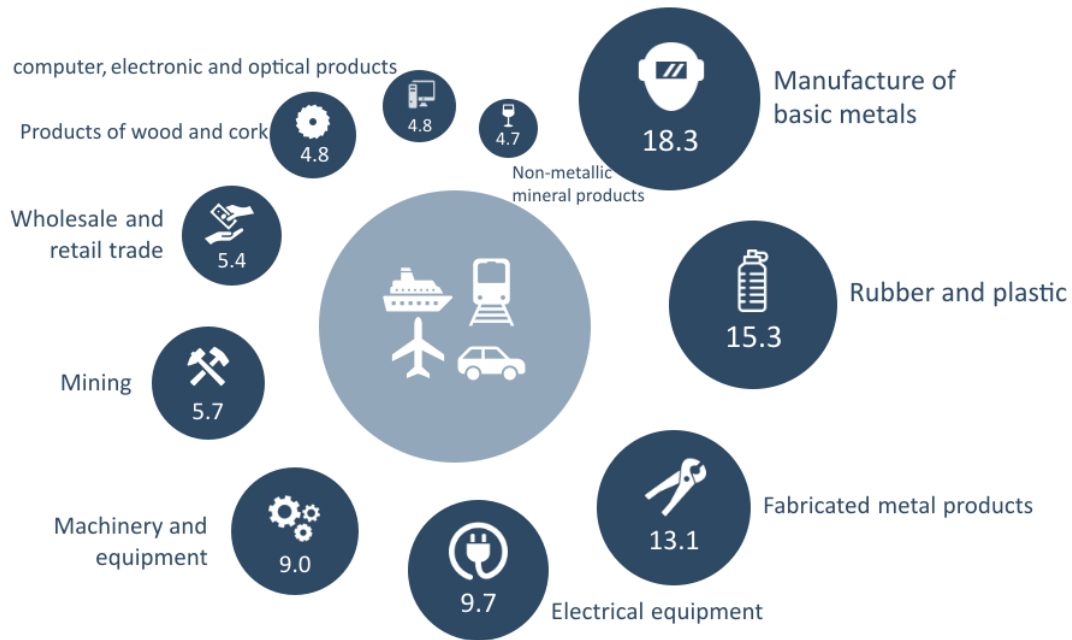 computer, electronic and optical products
4.8
Products of wood and cork
4.8
4.7
Non-metallic
mineral products
Manufacture of
basic metals
18.3
Wholesale and
retail trade
5.4
Rubber and plastic
15.3
Mining
5.7
Fabricated metal products
13.1
Machinery and
equipment
9.0
9.7
Electrical equipment